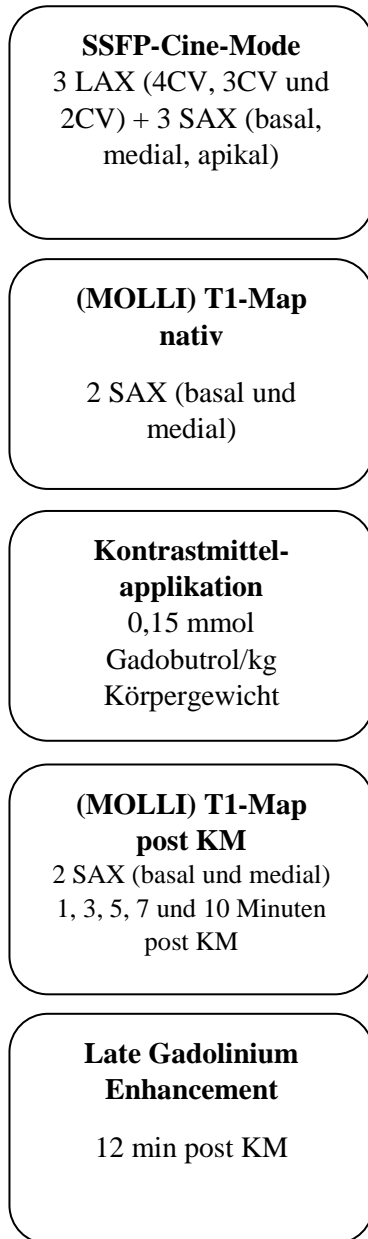 SSFP-Cine-Mode
3 LAX (4CV, 3CV und
2CV) + 3 SAX (basal,
medial, apikal)
(MOLLI) T1-Map
nativ
2 SAX (basal und
medial)
Kontrastmittel-
applikation
0,15 mmol
Gadobutrol/kg
Körpergewicht
(MOLLI) T1-Map
post KM
2 SAX (basal und medial)
1, 3, 5, 7 und 10 Minuten
post KM
Late Gadolinium
Enhancement
12 min post KM